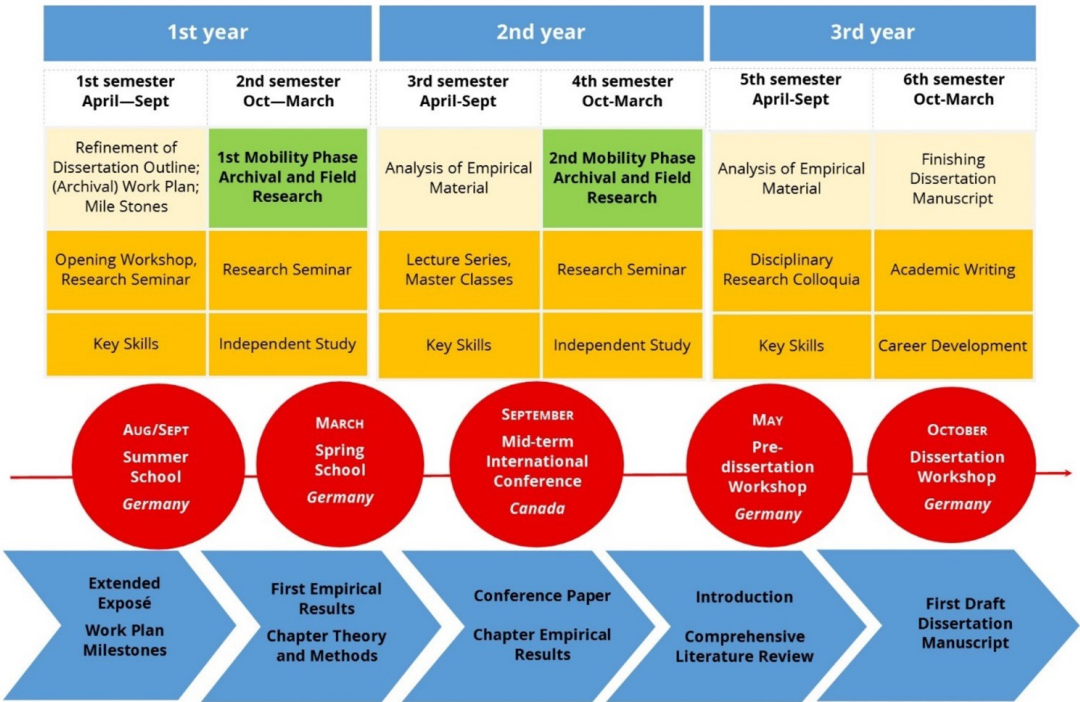 1st year
2nd year
3rd year
1st semester
April—Sept
2nd semester
Oct—March
3rd semester
April-Sept
4th semester
Oct-March
5th semester
April-Sept
6th semester
Oct-March
Refinement of
Dissertation Outline;
(Archival) Work Plan;
Mile Stones
1st Mobility Phase
Archival and Field
Research
Analysis of Empirical
Material
2nd Mobility Phase
Archival and Field
Research
Analysis of Empirical
Material
Finishing
Dissertation
Manuscript
Opening Workshop,
Research Seminar
Research Seminar
Lecture Series,
Master Classes
Research Seminar
Disciplinary
Research Colloquia
Academic Writing
Key Skills
Independent Study
Key Skills
Independent Study
Key Skills
Career Development
Aug/Sept
Summer
School
Germany
March
Spring
School
Germany
September
Mid-term
International
Conference
Canada
May
Pre-
dissertation
Workshop
Germany
October
Dissertation
Workshop
Germany
Extended
Exposé
Work Plan
Milestones
First Empirical
Results
Chapter Theory
and Methods
Conference Paper
Chapter Empirical
Results
Introduction
Comprehensive
Literature Review
First Draft
Dissertation
Manuscript